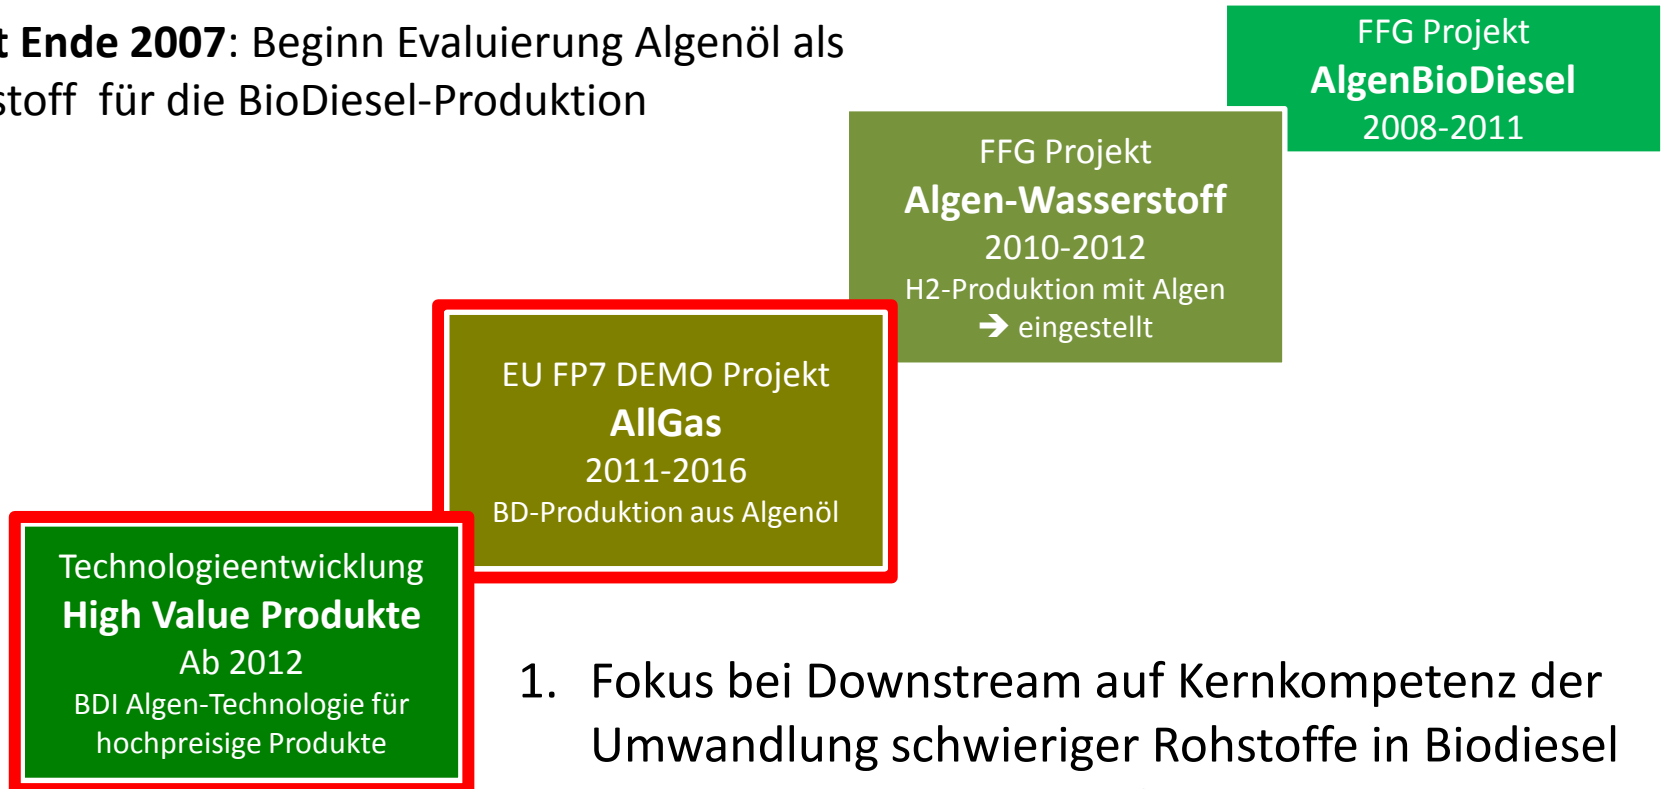 t Ende 2007: Beginn Evaluierung Algenöl als
stoff für die BioDiesel-Produktion
FFG Projekt
AlgenBioDiesel
2008-2011
FFG Projekt
Algen-Wasserstoff
2010-2012
H2-Produktion mit Algen
➔ eingestellt
EU FP7 DEMO Projekt
AllGas
2011-2016
BD-Produktion aus Algenöl
Technologieentwicklung
High Value Produkte
Ab 2012
BDI Algen-Technologie für
hochpreisige Produkte
1. Fokus bei Downstream auf Kernkompetenz der
Umwandlung schwieriger Rohstoffe in Biodiesel